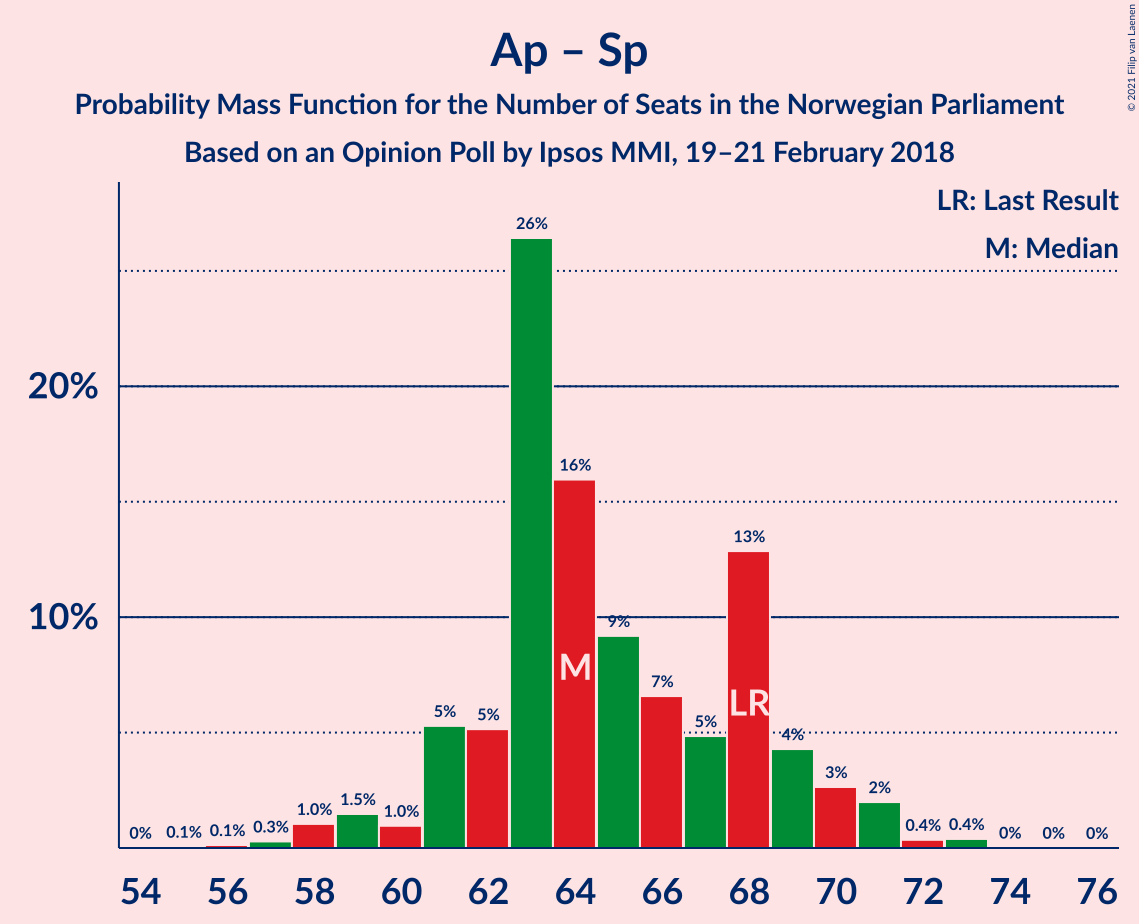 Ap – Sp
Probability Mass Function for the Number of Seats in the Norwegian Parliament
Based on an Opinion Poll by Ipsos MMI, 19–21 February 2018
© 2021 Filip van Laenen
LR: Last Result
M: Median
20%
10%
0%
0.1%
0.1%
0.3%
1.0%
1.5%
1.0%
5%
5%
26%
16%
9%
7%
5%
13%
4%
3%
2%
0.4%
0.4%
0%
0%
0%
M
LR
54 56 58 60 62 64 66 68 70 72 74 76